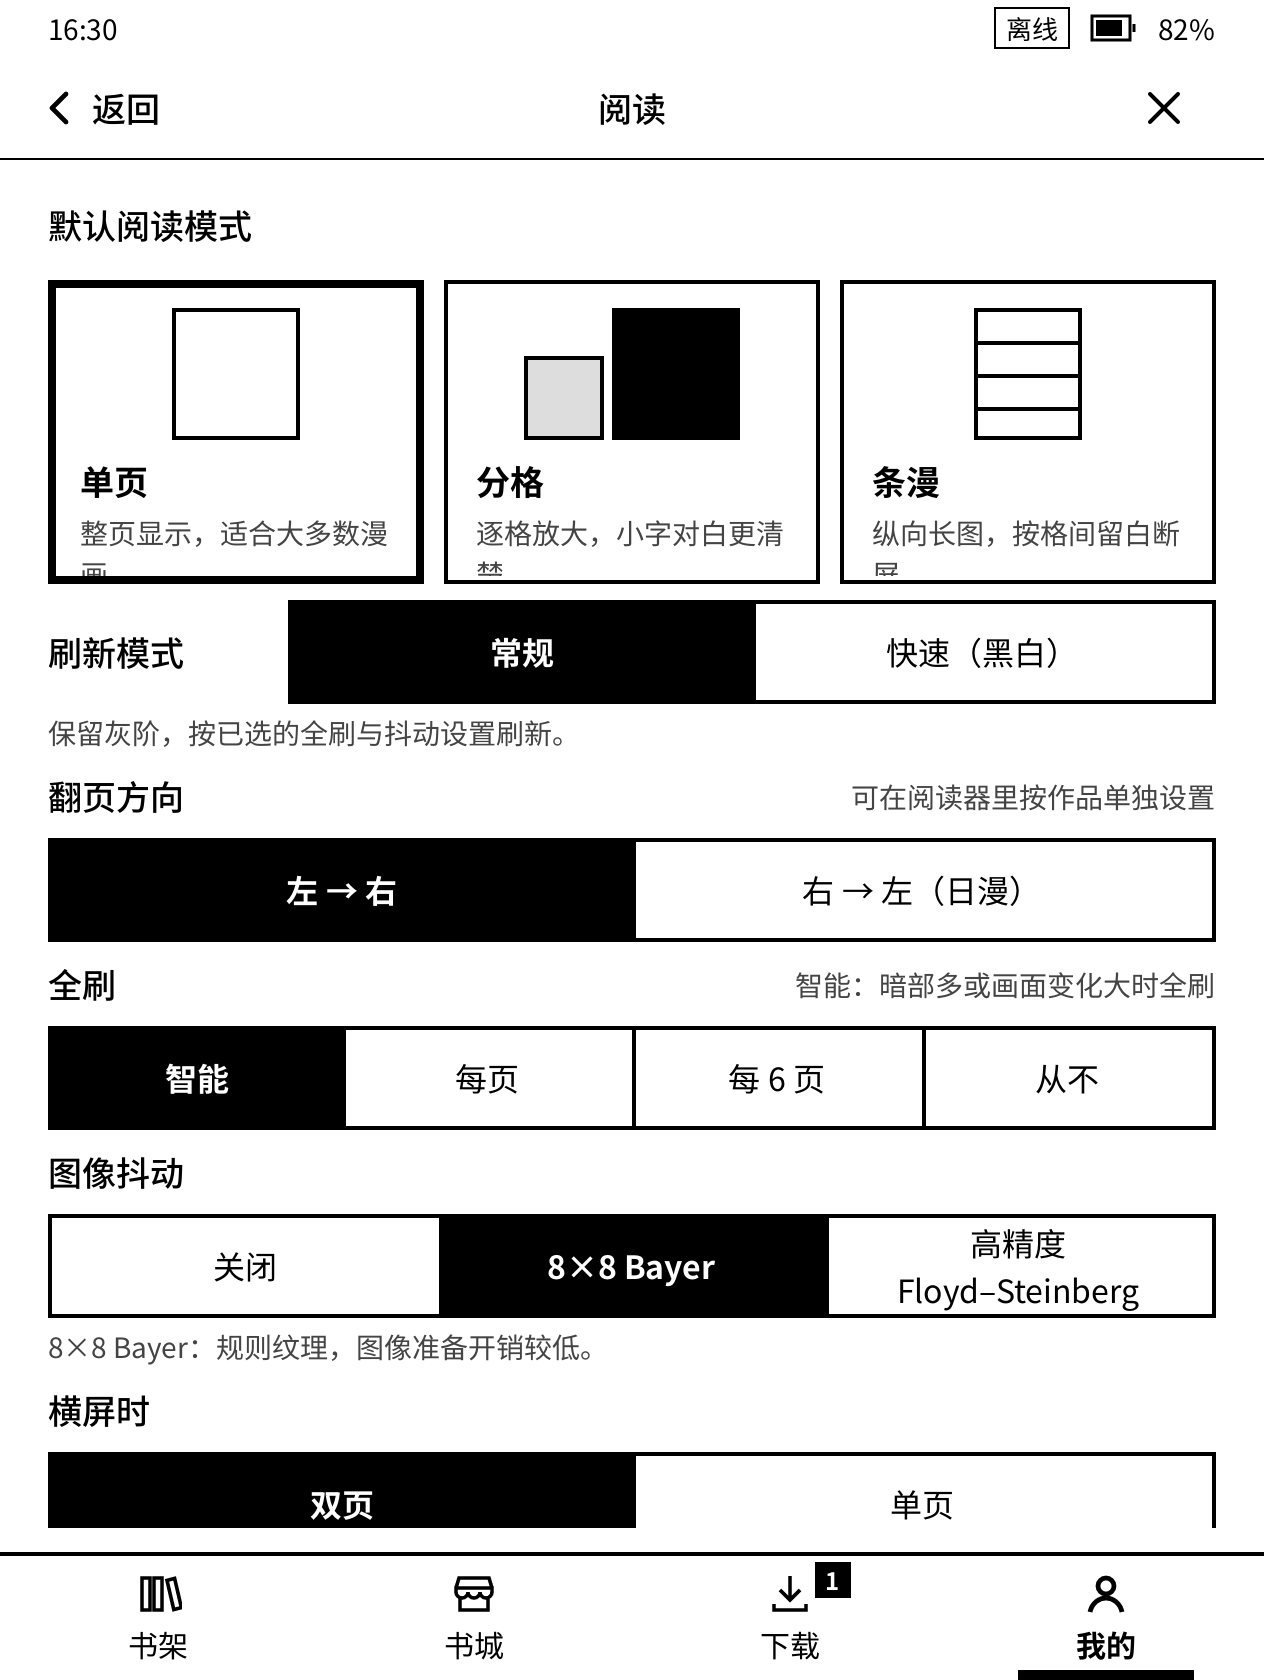 16:30
离线
82%
返回
阅读
默认阅读模式
单页
整页显示，适合大多数漫
画
分格
逐格放大，小字对白更清
楚
条漫
纵向长图，按格间留白断
屏
刷新模式
常规
快速（黑白）
保留灰阶，按已选的全刷与抖动设置刷新。
翻页方向
可在阅读器里按作品单独设置
左 → 右
右 → 左（日漫）
全刷
智能：暗部多或画面变化大时全刷
智能
每页
每 6 页
从不
图像抖动
关闭
8×8 Bayer
高精度
Floyd–Steinberg
8×8 Bayer：规则纹理，图像准备开销较低。
横屏时
双页
单页
书架
书城
1
下载
我的